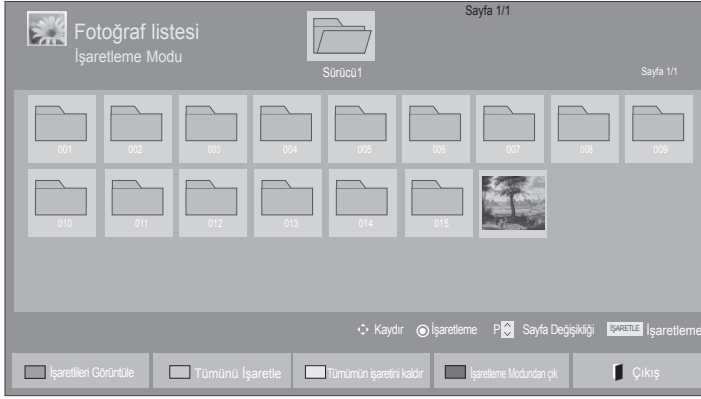 Sayfa 1/1
Fotoğraf listesi
İşaretleme Modu
Sürücü1
Sayfa 1/1
001 002 003 004 005 006 007 008 009
010 011 012 013 014 015
Kaydır İşaretleme P Sayfa Değişikliği İŞARETLE İşaretleme
İşaretlileri Görüntüle Tümünü İşaretle Tümümün işaretini kaldır İşaretleme Modundan çık Çıkış